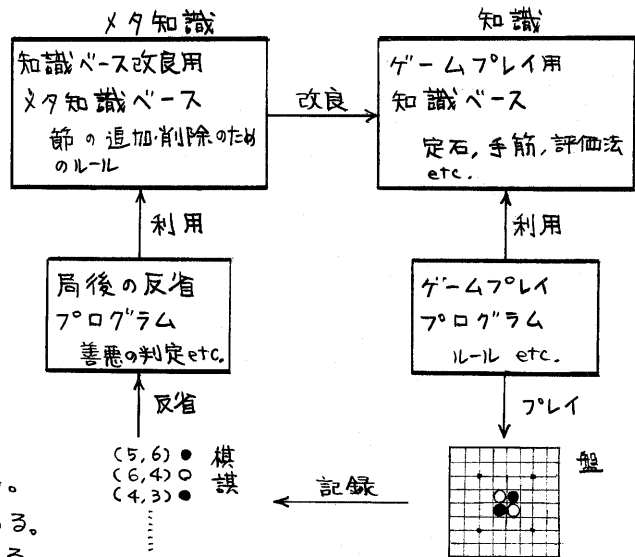 メタ知識
知識
知識ベース改良用
メタ知識ベース
節の追加・削除のため
のルール
改良
ゲームプレイ用
知識ベース
定石, 手筋, 評価法
etc.
利用
利用
局後の反省
プログラム
善悪の判定etc.
ゲームプレイ
プログラム
ルール etc.
反省
プレイ
(5,6) ●
(6,4) ○
(4,3) ●
棋
譜
記録
盤
。
る。
る